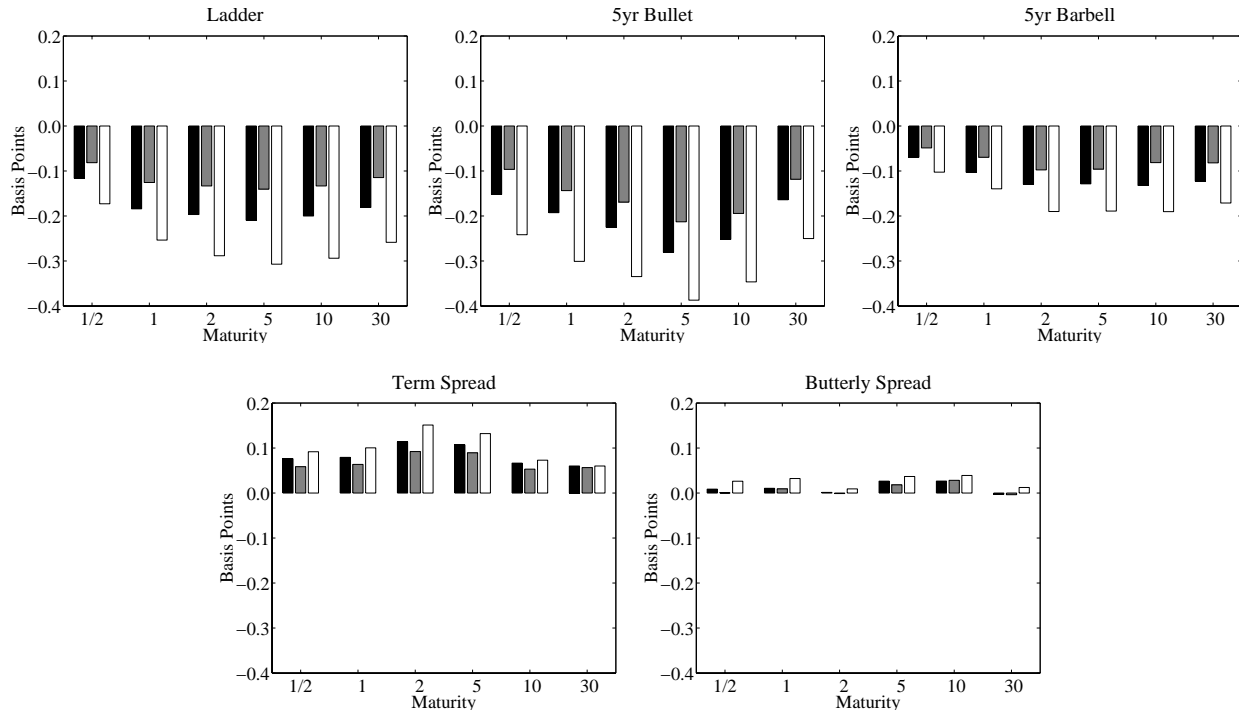 Ladder
0.2
0.1
0.0
−0.1
−0.2
−0.3
−0.4
Basis Points
1/2 1 2 5 10 30
Maturity
5yr Bullet
0.2
0.1
0.0
−0.1
−0.2
−0.3
−0.4
Basis Points
1/2 1 2 5 10 30
Maturity
5yr Barbell
0.2
0.1
0.0
−0.1
−0.2
−0.3
−0.4
Basis Points
1/2 1 2 5 10 30
Maturity
Term Spread
0.2
0.1
0.0
−0.1
−0.2
−0.3
−0.4
Basis Points
1/2 1 2 5 10 30
Maturity
Butterly Spread
0.2
0.1
0.0
−0.1
−0.2
−0.3
−0.4
Basis Points
1/2 1 2 5 10 30
Maturity